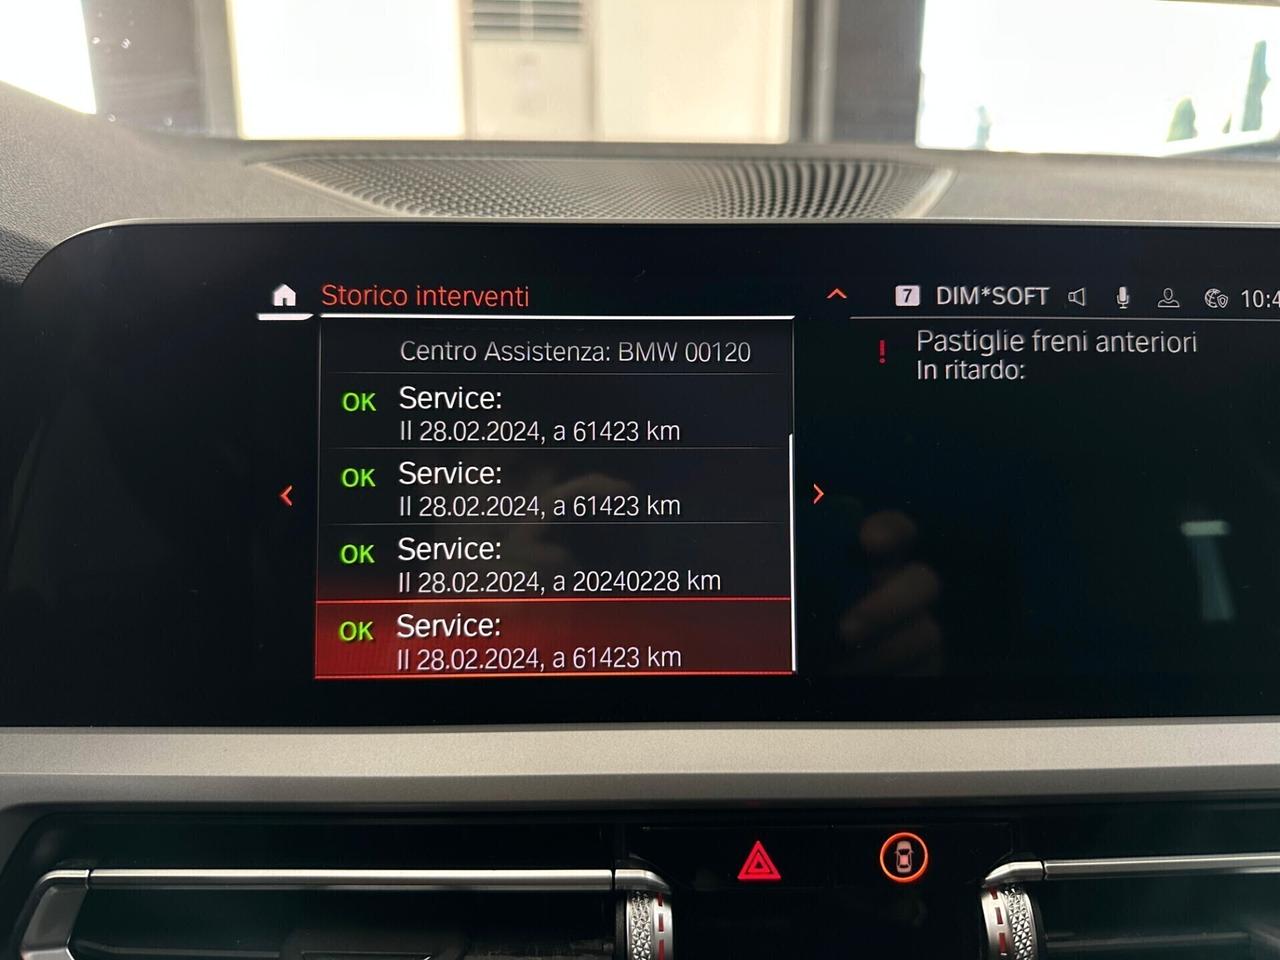 Storico interventi
7 DIM*SOFT 10:4
Centro Assistenza: BMW 00120
OK Service:
Il 28.02.2024, a 61423 km
OK Service:
Il 28.02.2024, a 61423 km
OK Service:
Il 28.02.2024, a 20240228 km
OK Service:
Il 28.02.2024, a 61423 km
! Pastiglie freni anteriori
In ritardo: